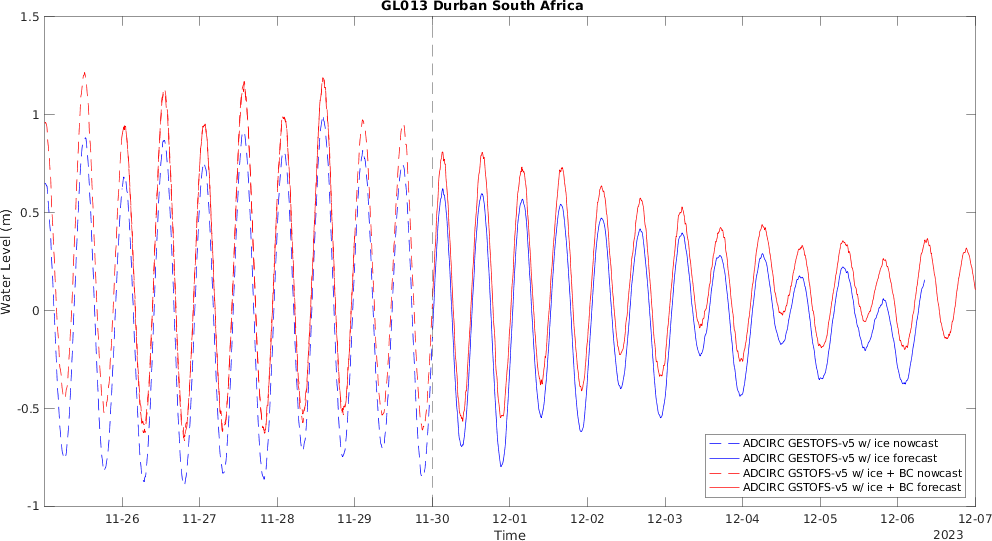 GL013 Durban South Africa
1.5
1
0.5
0
-0.5
-1
Water Level (m)
11-26 11-27 11-28 11-29 11-30 12-01 12-02 12-03 12-04 12-05 12-06 12-07
Time
2023
ADCIRC GESTOFS-v5 w/ ice nowcast
ADCIRC GESTOFS-v5 w/ ice forecast
ADCIRC GSTOFS-v5 w/ ice + BC nowcast
ADCIRC GSTOFS-v5 w/ ice + BC forecast